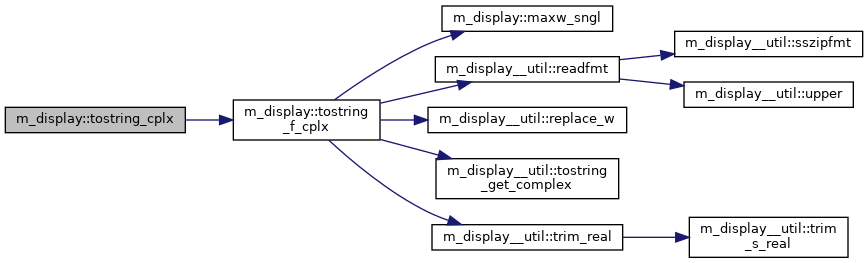 m_display::tostring_cplx
m_display::tostring
_f_cplx
m_display::maxw_sngl
m_display__util::readfmt
m_display__util::replace_w
m_display__util::tostring
_get_complex
m_display__util::trim_real
m_display__util::sszipfmt
m_display__util::upper
m_display__util::trim
_s_real